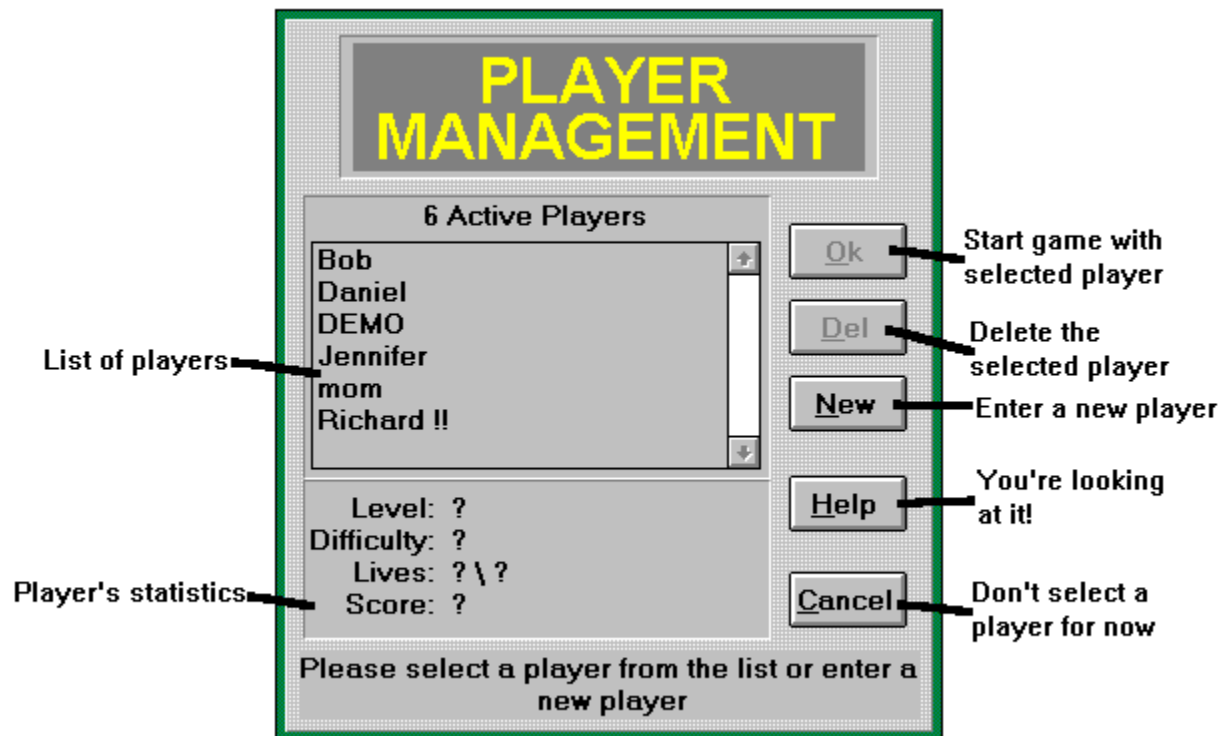 PLAYER
MANAGEMENT
6 Active Players
Bob
Daniel
DEMO
Jennifer
mom
Richard !!
List of players
Level: ?
Difficulty: ?
Lives: ? \ ?
Score: ?
Player's statistics
Ok
Start game with
selected player
Del
Delete the
selected player
New
Enter a new player
Help
You're looking
at it!
Cancel
Don't select a
player for now
Please select a player from the list or enter a
new player